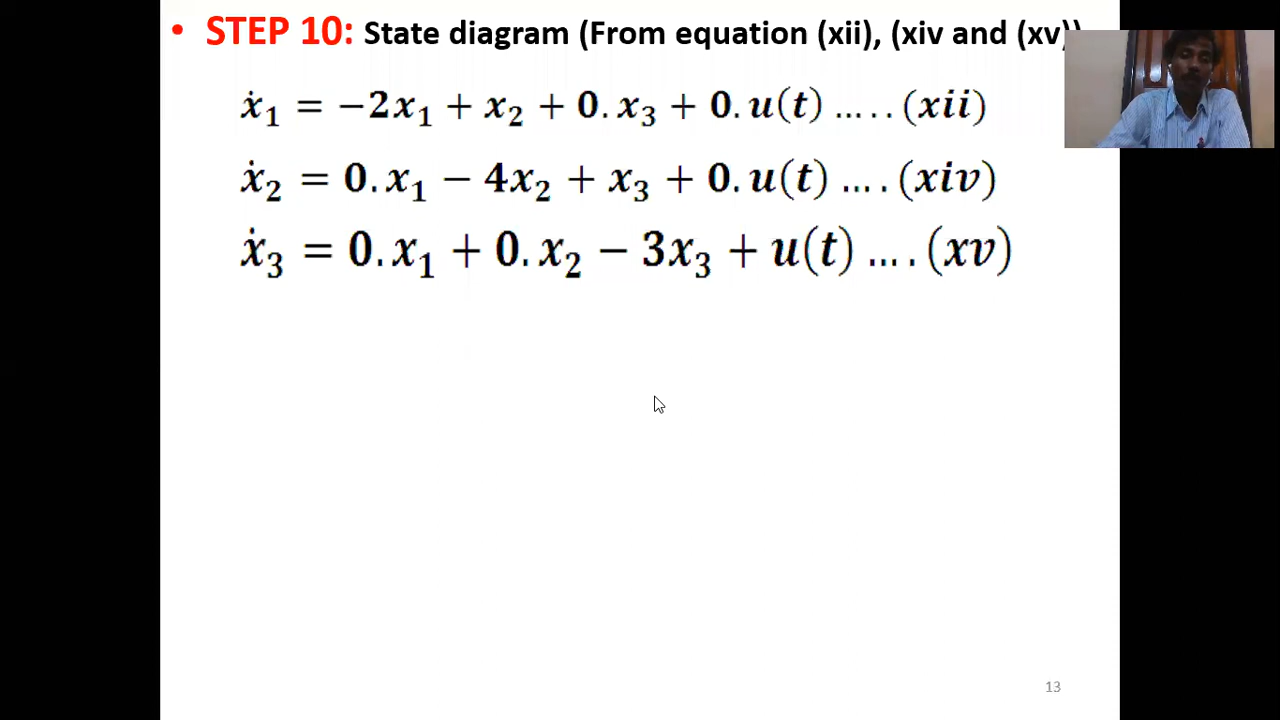 • STEP 10: State diagram (From equation (xii), (xiv and (xv))
ẋ₁ = −2x₁ + x₂ + 0. x₃ + 0. u(t) ….. (xii)
ẋ₂ = 0. x₁ − 4x₂ + x₃ + 0. u(t) …. (xiv)
ẋ₃ = 0. x₁ + 0. x₂ − 3x₃ + u(t) …. (xv)
13